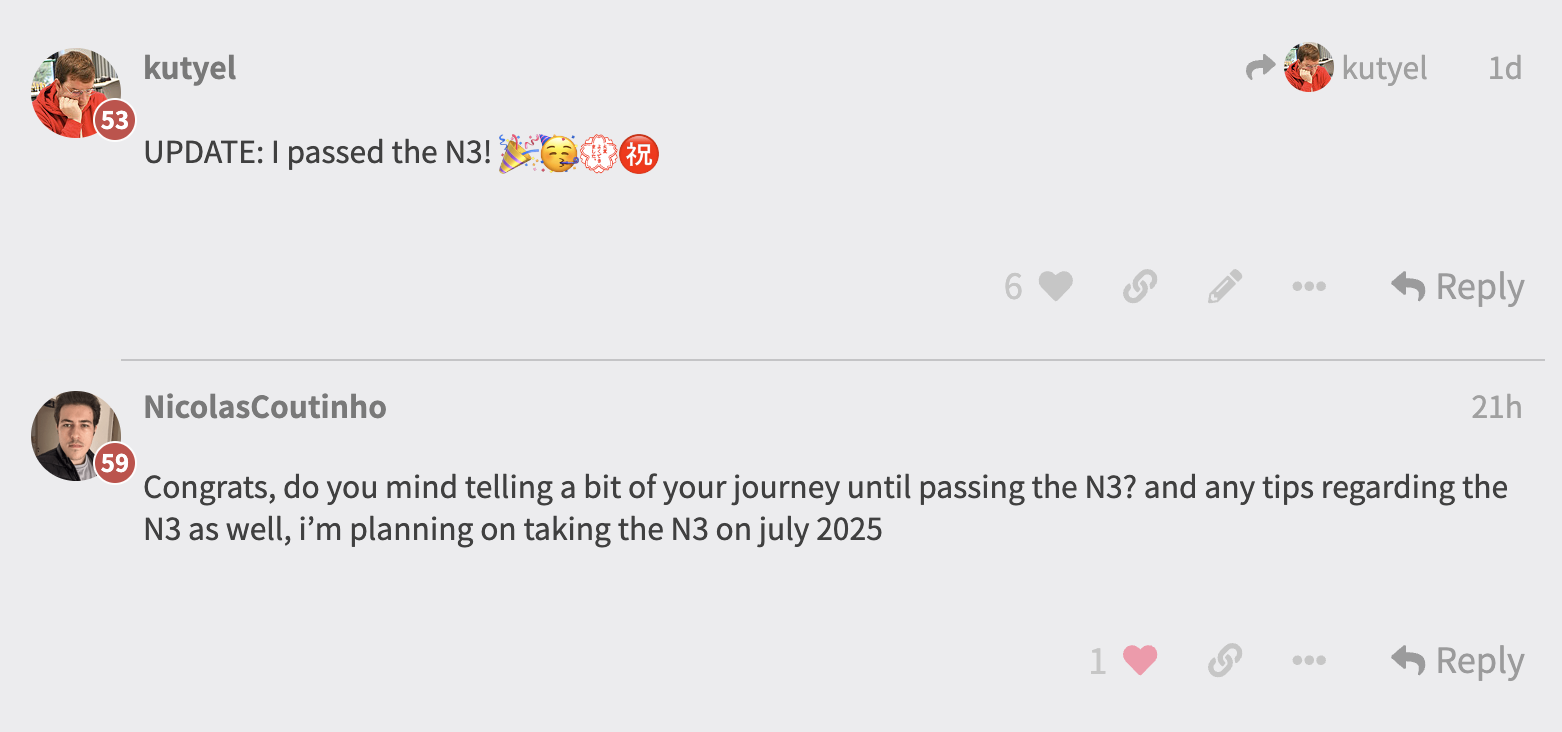 kutyel
kutyel 1d
53
UPDATE: I passed the N3! 🎉🥳💮㊗️
6
Reply
NicolasCoutinho
21h
59
Congrats, do you mind telling a bit of your journey until passing the N3? and any tips regarding the
N3 as well, i’m planning on taking the N3 on july 2025
1
Reply